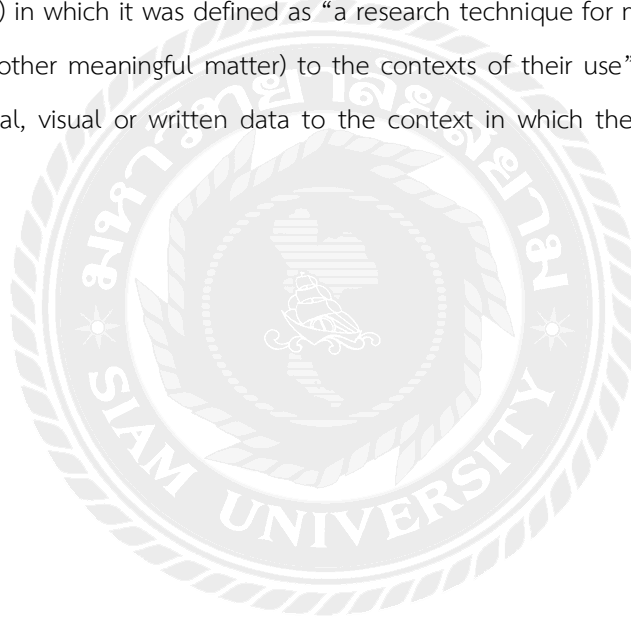 ) in which it was defined as “a research technique for
other meaningful matter) to the contexts of their use”
al, visual or written data to the context in which the
มหาวิทยาลัยสยาม
SIAM UNIVERSITY